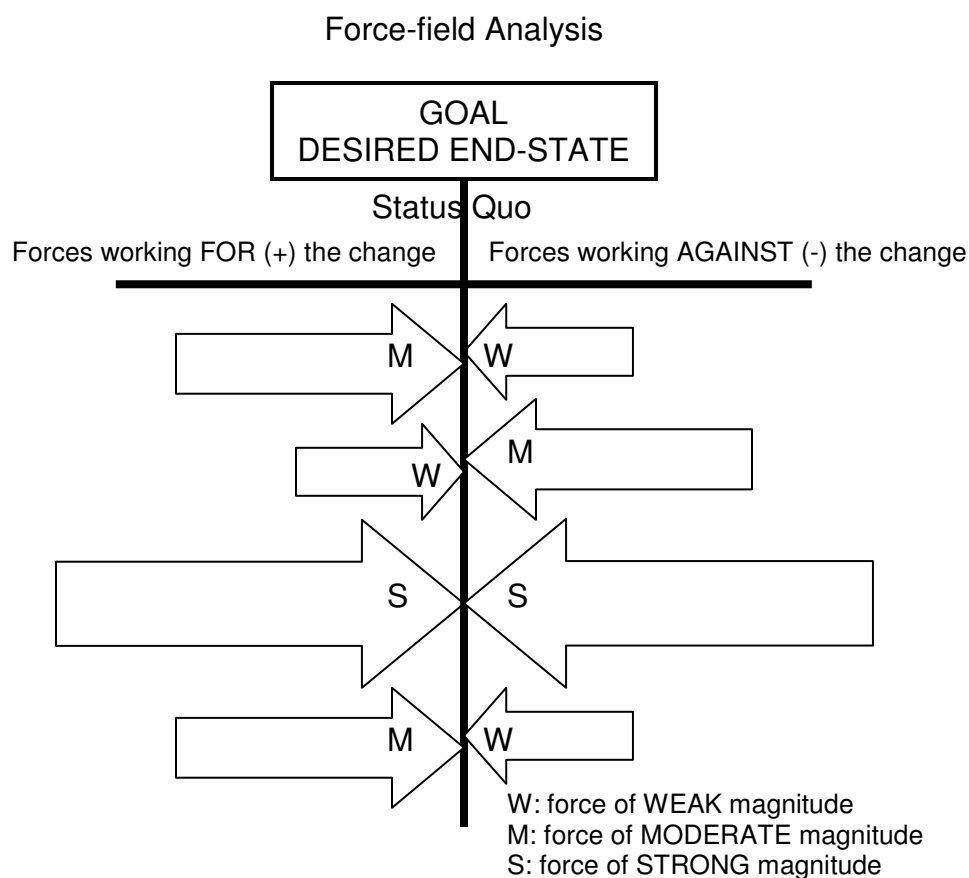 Force-field Analysis
GOAL
DESIRED END-STATE
Status Quo
Forces working FOR (+) the change
Forces working AGAINST (-) the change
M
W
W
M
S
S
M
W
W: force of WEAK magnitude
M: force of MODERATE magnitude
S: force of STRONG magnitude